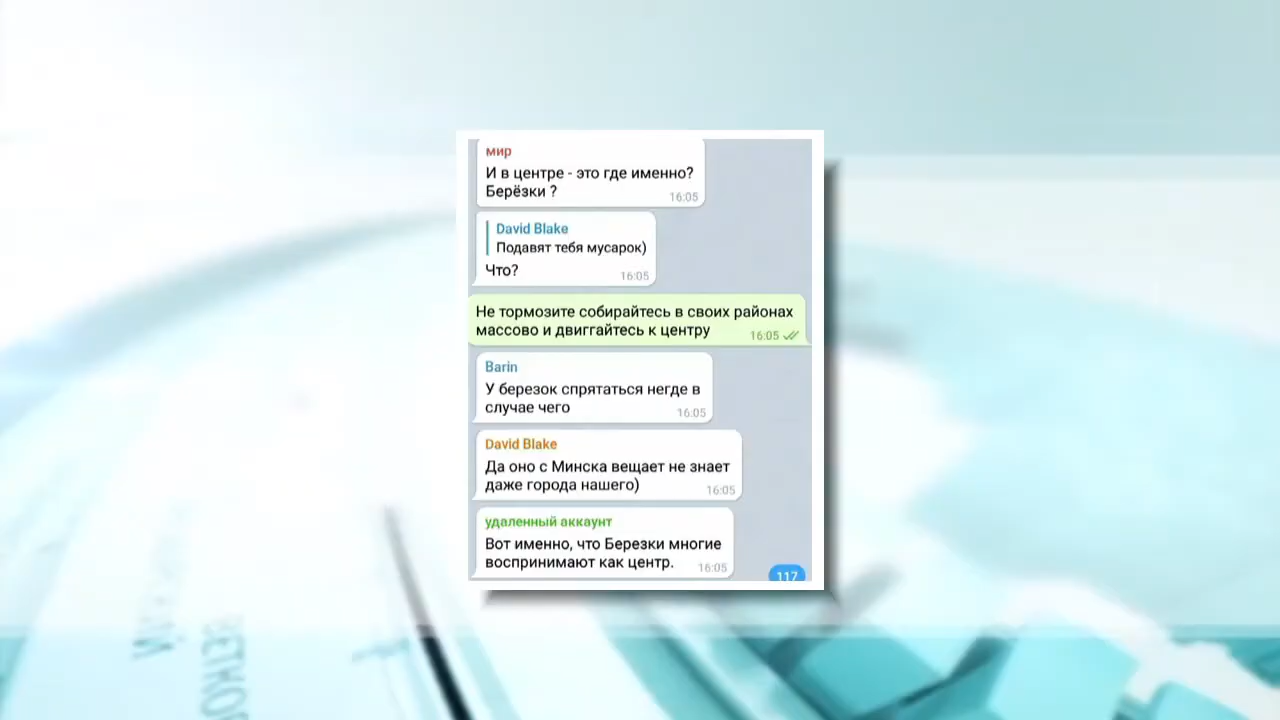 мир
И в центре - это где именно?
Берёзки ?
16:05
David Blake
Подавят тебя мусарок)
Что?
16:05
Не тормозите собирайтесь в своих районах
массово и двиггайтесь к центру
16:05
Barin
У березок спрятаться негде в
случае чего
16:05
David Blake
Да оно с Минска вещает не знает
даже города нашего)
16:05
удаленный аккаунт
Вот именно, что Березки многие
воспринимают как центр.
16:05
117